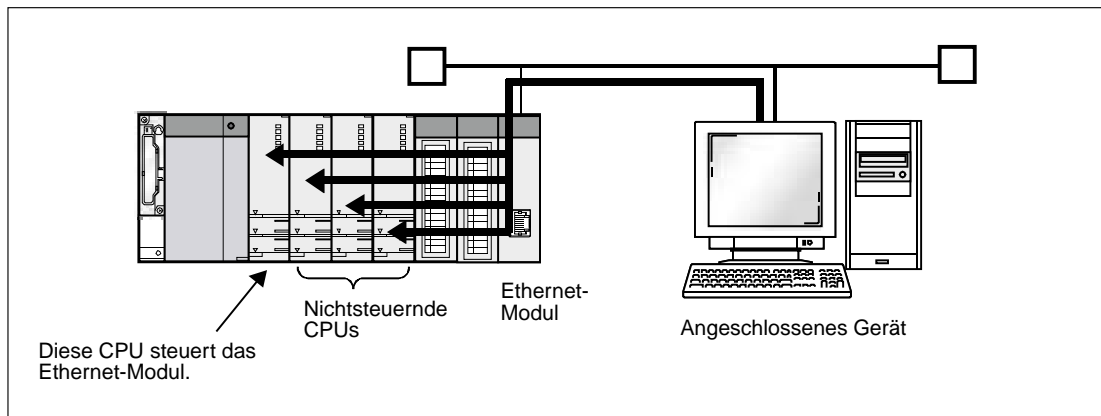 Nichtsteuernde
CPUs
Ethernet-
Modul
Angeschlossenes Gerät
Diese CPU steuert das
Ethernet-Modul.